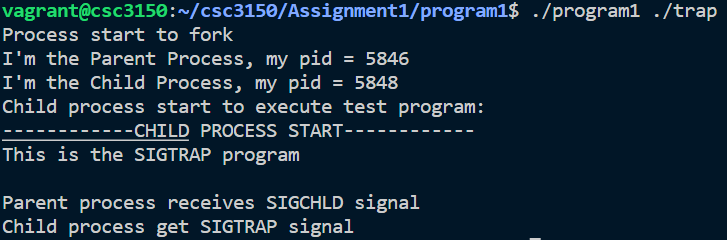 vagrant@csc3150:~/csc3150/Assignment1/program1$ ./program1 ./trap
Process start to fork
I'm the Parent Process, my pid = 5846
I'm the Child Process, my pid = 5848
Child process start to execute test program:
------------CHILD PROCESS START------------
This is the SIGTRAP program
Parent process receives SIGCHLD signal
Child process get SIGTRAP signal